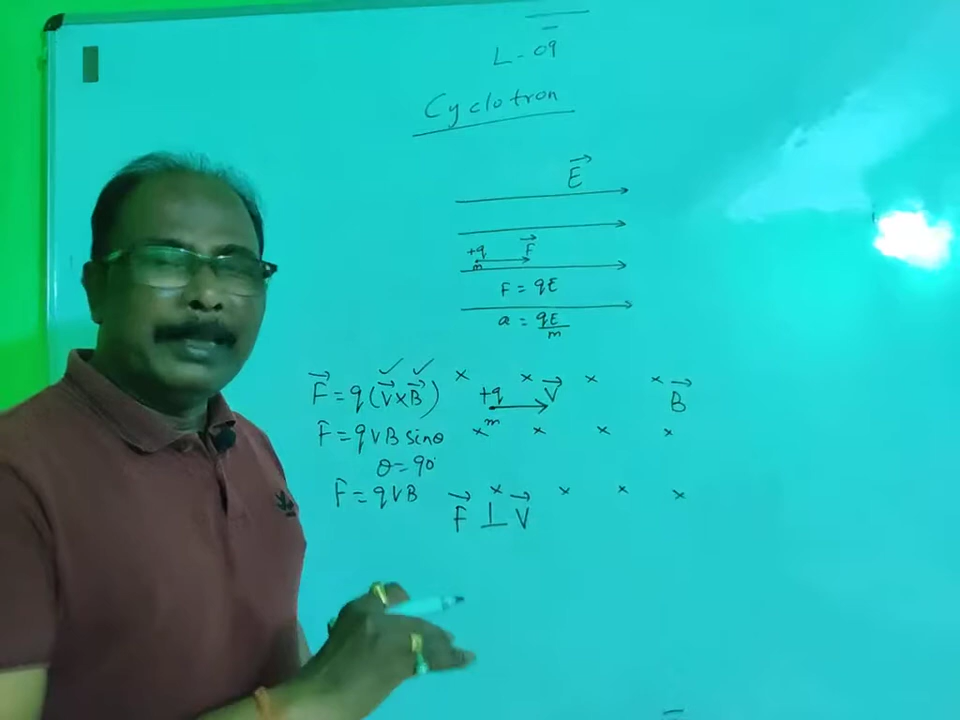 L-09
Cyclotron
E⃗
+q F⃗
m
F = qE
a = qE/m
F⃗ = q(V⃗×B⃗) ✓ ✓ × × × ×
+q V⃗ B⃗
m
F = qVB sinθ × × × ×
θ = 90°
F = qVB × × × ×
F⃗ ⊥ V⃗